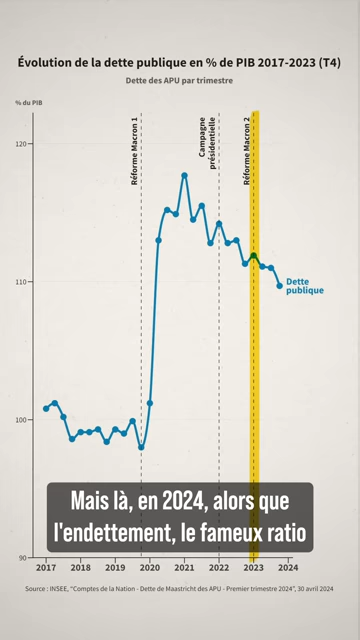 Évolution de la dette publique en % de PIB 2017-2023 (T4)
Dette des APU par trimestre
% du PIB
Réforme Macron 1
Campagne
présidentielle
Réforme Macron 2
120
110
100
90
Dette
publique
Mais là, en 2024, alors que
l'endettement, le fameux ratio
2017 2018 2019 2020 2021 2022 2023 2024
Source : INSEE, "Comptes de la Nation - Dette de Maastricht des APU - Premier trimestre 2024", 30 avril 2024